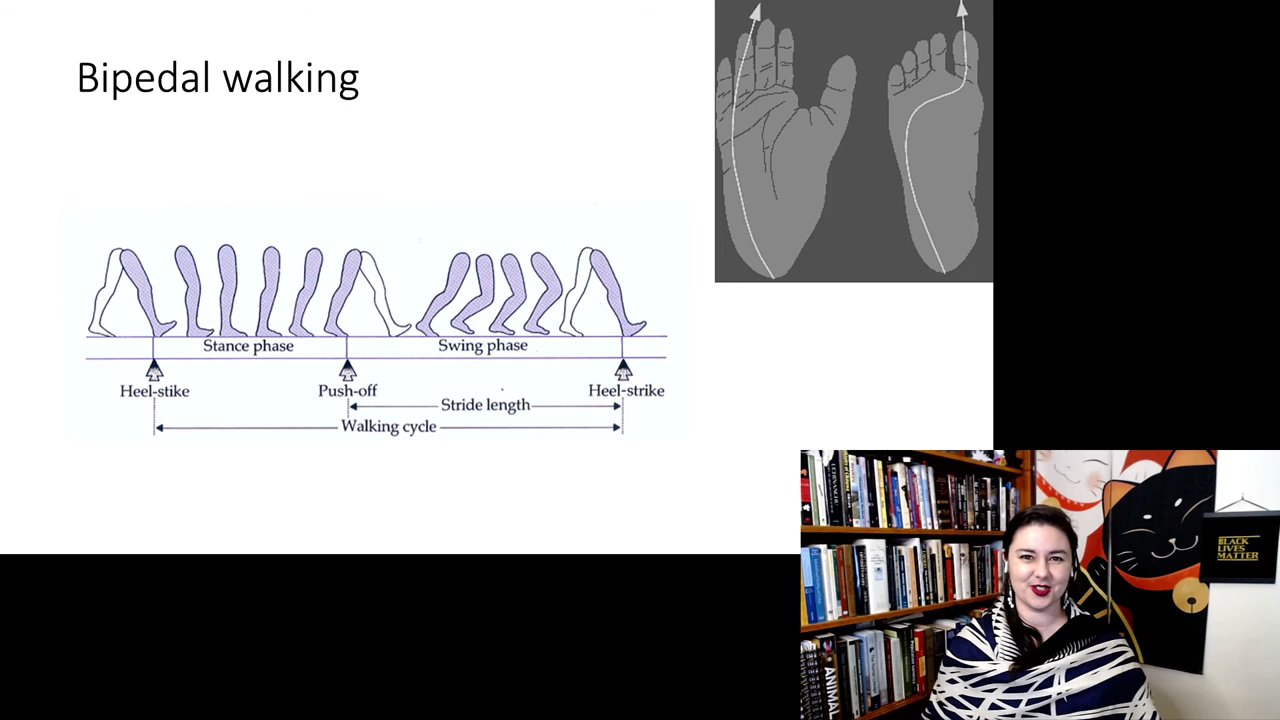 Bipedal walking
Stance phase
Swing phase
Heel-stike
Push-off
Heel-strike
Stride length
Walking cycle
BLACK
LIVES
MATTER
ANIMAL